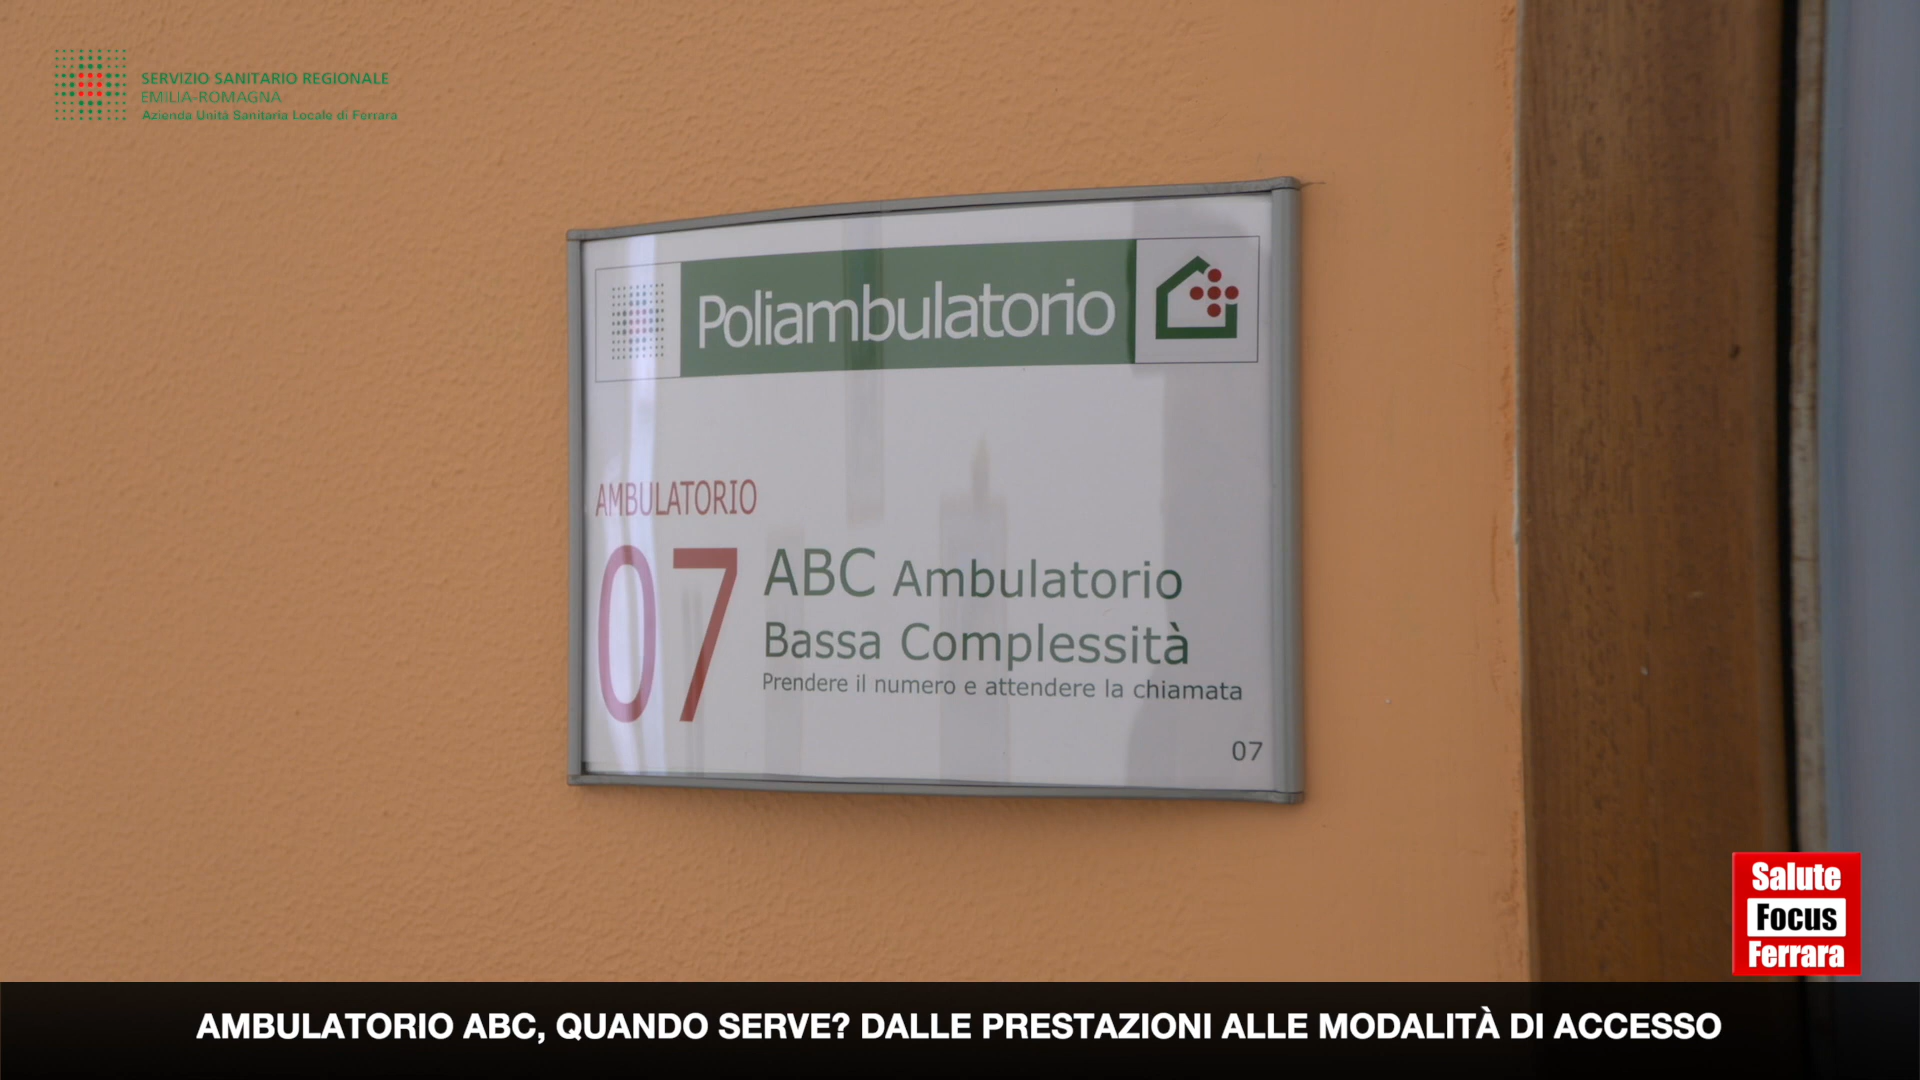 SERVIZIO SANITARIO REGIONALE
EMILIA-ROMAGNA
Azienda Unità Sanitaria Locale di Ferrara
Poliambulatorio
AMBULATORIO
07
ABC Ambulatorio
Bassa Complessità
Prendere il numero e attendere la chiamata
07
Salute
Focus
Ferrara
AMBULATORIO ABC, QUANDO SERVE? DALLE PRESTAZIONI ALLE MODALITÀ DI ACCESSO